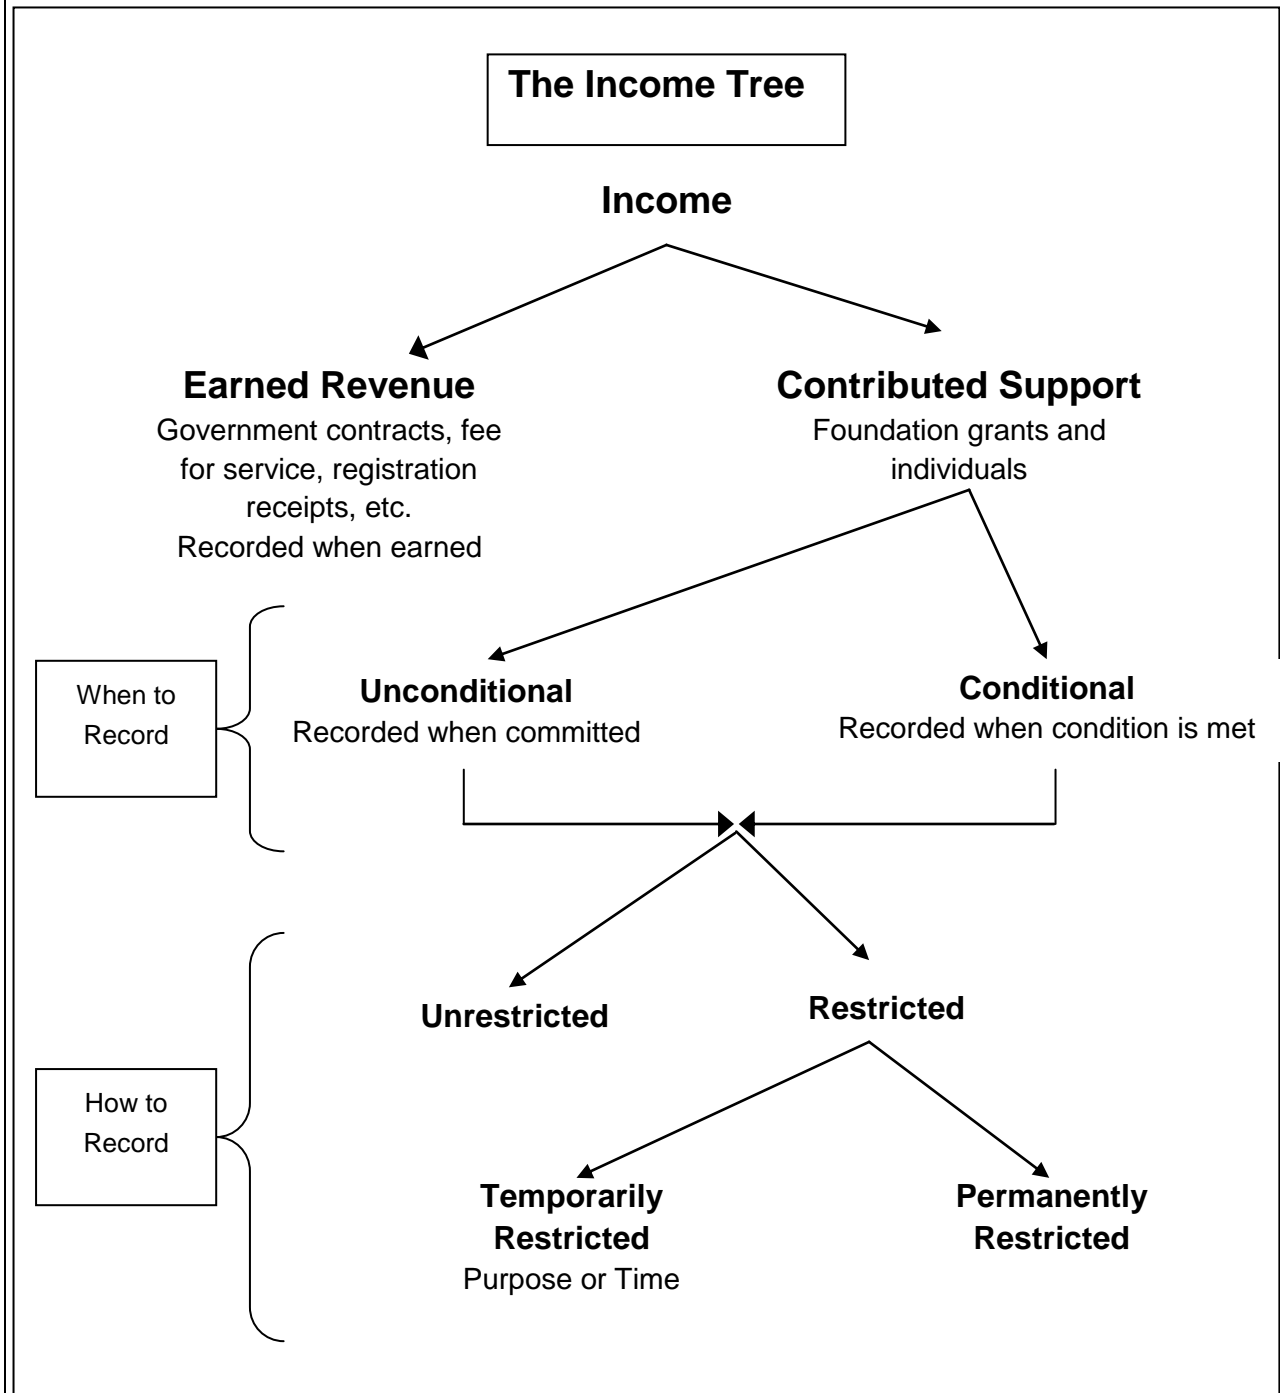 The Income Tree
Income
Earned Revenue
Government contracts, fee
for service, registration
receipts, etc.
Recorded when earned
Contributed Support
Foundation grants and
individuals
When to
Record
Unconditional
Recorded when committed
Conditional
Recorded when condition is met
How to
Record
Unrestricted
Restricted
Temporarily
Restricted
Purpose or Time
Permanently
Restricted